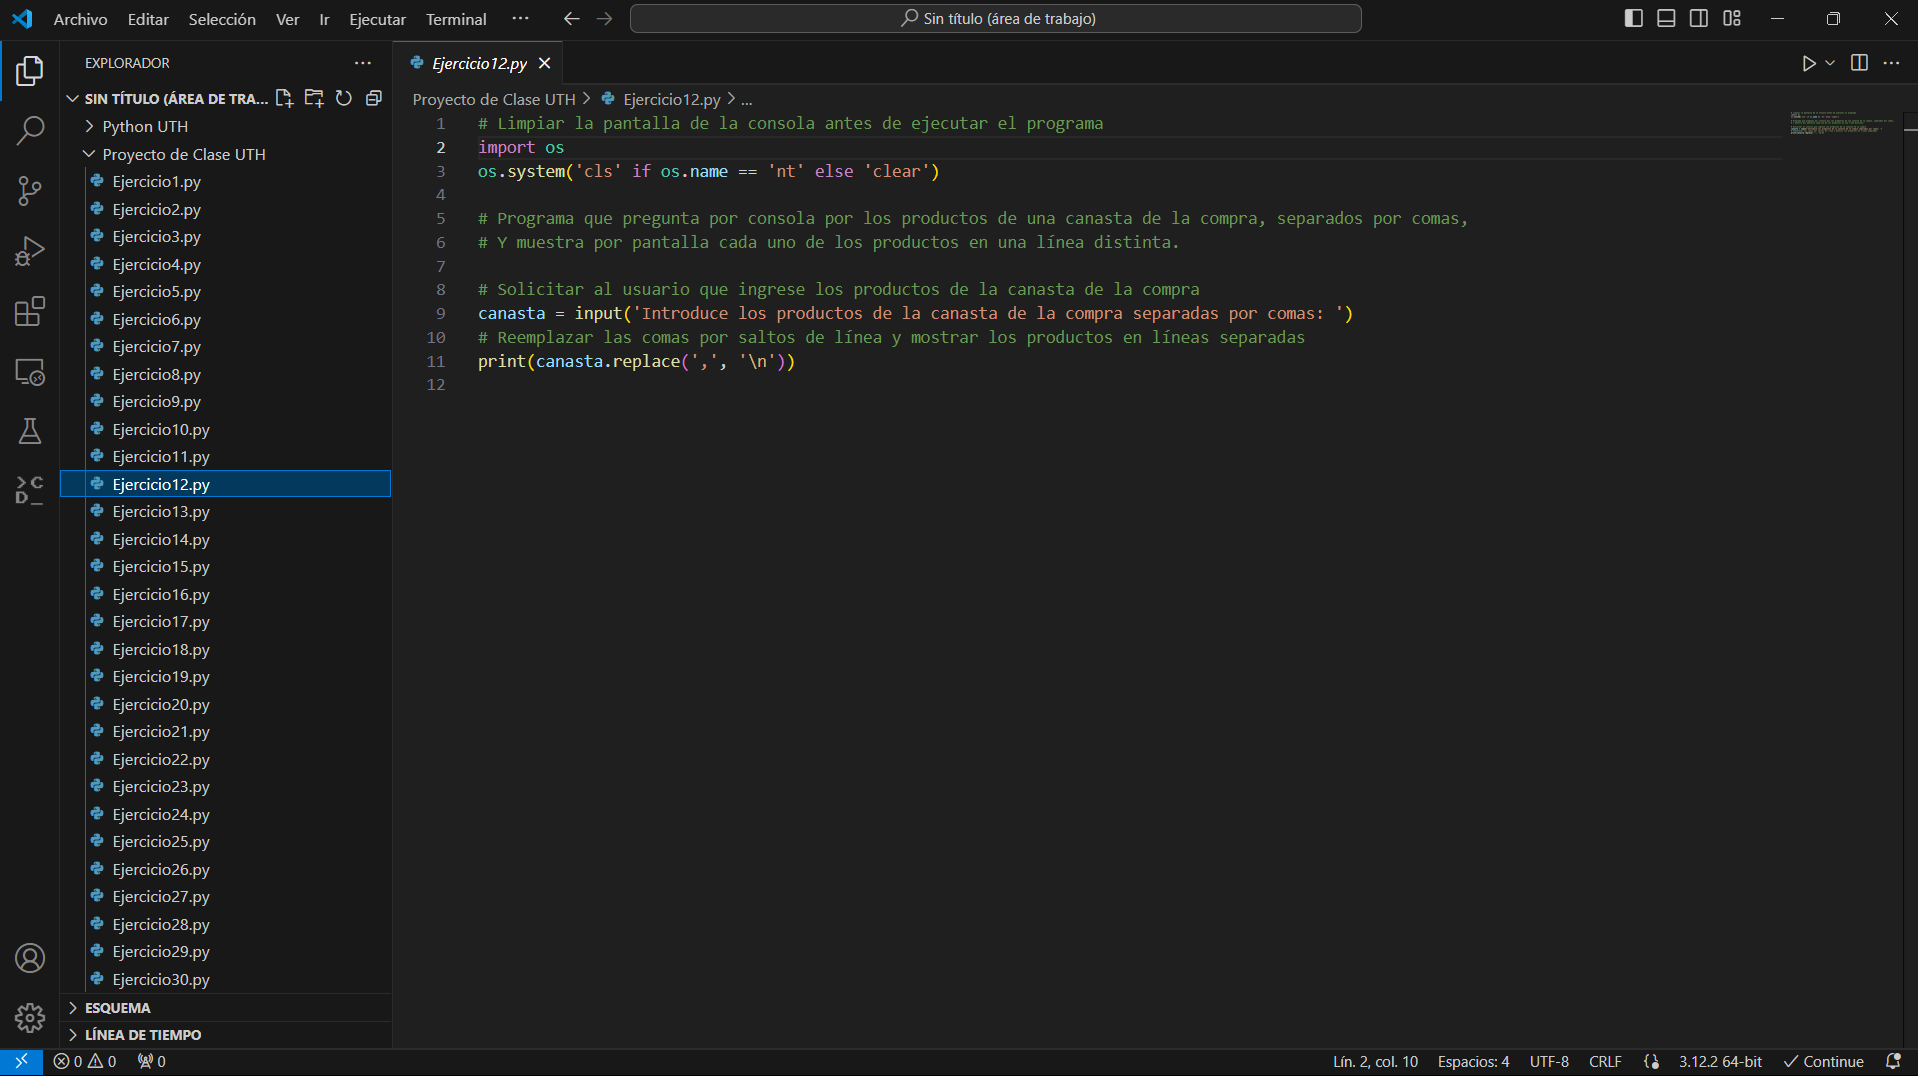 Archivo Editar Selección Ver Ir Ejecutar Terminal ··· Sin título (área de trabajo)
EXPLORADOR ···
Ejercicio12.py
SIN TÍTULO (ÁREA DE TRA...
Proyecto de Clase UTH > Ejercicio12.py > ...
Python UTH
Proyecto de Clase UTH
Ejercicio1.py
Ejercicio2.py
Ejercicio3.py
Ejercicio4.py
Ejercicio5.py
Ejercicio6.py
Ejercicio7.py
Ejercicio8.py
Ejercicio9.py
Ejercicio10.py
Ejercicio11.py
Ejercicio12.py
Ejercicio13.py
Ejercicio14.py
Ejercicio15.py
Ejercicio16.py
Ejercicio17.py
Ejercicio18.py
Ejercicio19.py
Ejercicio20.py
Ejercicio21.py
Ejercicio22.py
Ejercicio23.py
Ejercicio24.py
Ejercicio25.py
Ejercicio26.py
Ejercicio27.py
Ejercicio28.py
Ejercicio29.py
Ejercicio30.py
ESQUEMA
LÍNEA DE TIEMPO
1 # Limpiar la pantalla de la consola antes de ejecutar el programa
2 import os
3 os.system('cls' if os.name == 'nt' else 'clear')
4
5 # Programa que pregunta por consola por los productos de una canasta de la compra, separados por comas,
6 # Y muestra por pantalla cada uno de los productos en una línea distinta.
7
8 # Solicitar al usuario que ingrese los productos de la canasta de la compra
9 canasta = input('Introduce los productos de la canasta de la compra separadas por comas: ')
10 # Reemplazar las comas por saltos de línea y mostrar los productos en líneas separadas
11 print(canasta.replace(',', '\n'))
12
0 0 0 Lín. 2, col. 10 Espacios: 4 UTF-8 CRLF 3.12.2 64-bit Continue